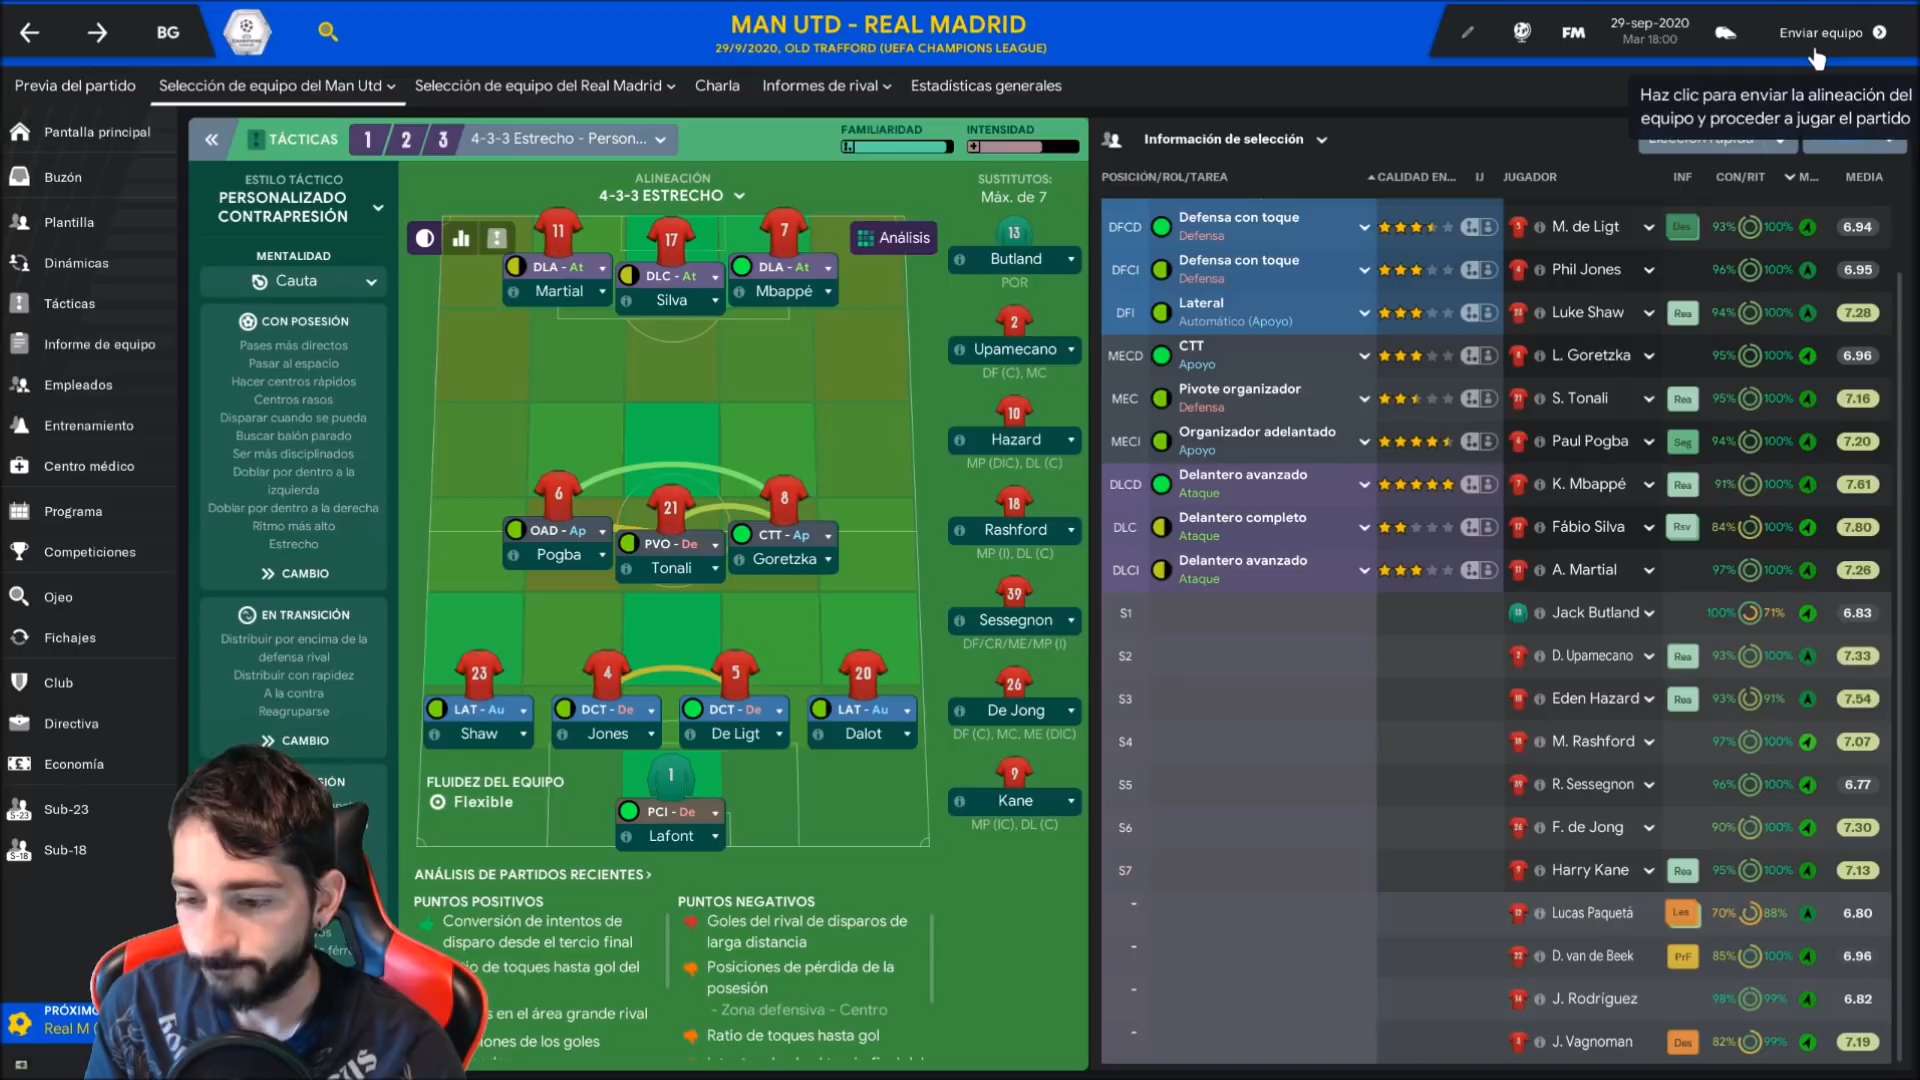 BG
MAN UTD - REAL MADRID
29/9/2020, OLD TRAFFORD (UEFA CHAMPIONS LEAGUE)
FM
29-sep-2020
Mar 18:00
Enviar equipo
Previa del partido
Selección de equipo del Man Utd
Selección de equipo del Real Madrid
Charla
Informes de rival
Estadísticas generales
Haz clic para enviar la alineación del
equipo y proceder a jugar el partido
Pantalla principal
Buzón
Plantilla
Dinámicas
Tácticas
Informe de equipo
Empleados
Entrenamiento
Centro médico
Programa
Competiciones
Ojeo
Fichajes
Club
Directiva
Economía
S-23 Sub-23
S-18 Sub-18
PRÓXIMO
Real M (
TÁCTICAS
1 2 3
4-3-3 Estrecho - Person...
FAMILIARIDAD
INTENSIDAD
ESTILO TÁCTICO
PERSONALIZADO
CONTRAPRESIÓN
MENTALIDAD
Cauta
CON POSESIÓN
Pases más directos
Pasar al espacio
Hacer centros rápidos
Centros rasos
Disparar cuando se pueda
Buscar balón parado
Ser más disciplinados
Doblar por dentro a la
izquierda
Doblar por dentro a la derecha
Ritmo más alto
Estrecho
CAMBIO
EN TRANSICIÓN
Distribuir por encima de la
defensa rival
Distribuir con rapidez
A la contra
Reagruparse
CAMBIO
ALINEACIÓN
4-3-3 ESTRECHO
Análisis
11
DLA - At
Martial
17
DLC - At
Silva
7
DLA - At
Mbappé
6
OAD - Ap
Pogba
21
PVO - De
Tonali
8
CTT - Ap
Goretzka
23
LAT - Au
Shaw
4
DCT - De
Jones
5
DCT - De
De Ligt
20
LAT - Au
Dalot
1
PCI - De
Lafont
FLUIDEZ DEL EQUIPO
Flexible
SUSTITUTOS:
Máx. de 7
13
Butland
POR
2
Upamecano
DF (C), MC
10
Hazard
MP (DIC), DL (C)
18
Rashford
MP (I), DL (C)
39
Sessegnon
DF/CR/ME/MP (I)
26
De Jong
DF (C), MC, ME (DIC)
9
Kane
MP (IC), DL (C)
ANÁLISIS DE PARTIDOS RECIENTES
PUNTOS POSITIVOS
Conversión de intentos de
disparo desde el tercio final
io de toques hasta gol del
s en el área grande rival
iones de los goles
PUNTOS NEGATIVOS
Goles del rival de disparos de
larga distancia
Posiciones de pérdida de la
posesión
- Zona defensiva - Centro
Ratio de toques hasta gol
Información de selección
POSICIÓN/ROL/TAREA CALIDAD EN... IJ JUGADOR INF CON/RIT M... MEDIA
DFCD Defensa con toque Defensa M. de Ligt Des 93% 100% 6.94
DFCI Defensa con toque Defensa Phil Jones 96% 100% 6.95
DFI Lateral Automático (Apoyo) Luke Shaw Rea 94% 100% 7.28
MECD CTT Apoyo L. Goretzka 95% 100% 6.96
MEC Pivote organizador Defensa S. Tonali Rea 95% 100% 7.16
MECI Organizador adelantado Apoyo Paul Pogba Seg 94% 100% 7.20
DLCD Delantero avanzado Ataque K. Mbappé Rea 91% 100% 7.61
DLC Delantero completo Ataque Fábio Silva Rsv 84% 100% 7.80
DLCI Delantero avanzado Ataque A. Martial 97% 100% 7.26
S1 Jack Butland 100% 71% 6.83
S2 D. Upamecano Rea 93% 100% 7.33
S3 Eden Hazard Rea 93% 91% 7.54
S4 M. Rashford 97% 100% 7.07
S5 R. Sessegnon 96% 100% 6.77
S6 F. de Jong 90% 100% 7.30
S7 Harry Kane Rea 95% 100% 7.13
- Lucas Paquetá Les 70% 88% 6.80
- D. van de Beek PrF 85% 100% 6.96
- J. Rodríguez 98% 99% 6.82
- J. Vagnoman Des 82% 99% 7.19